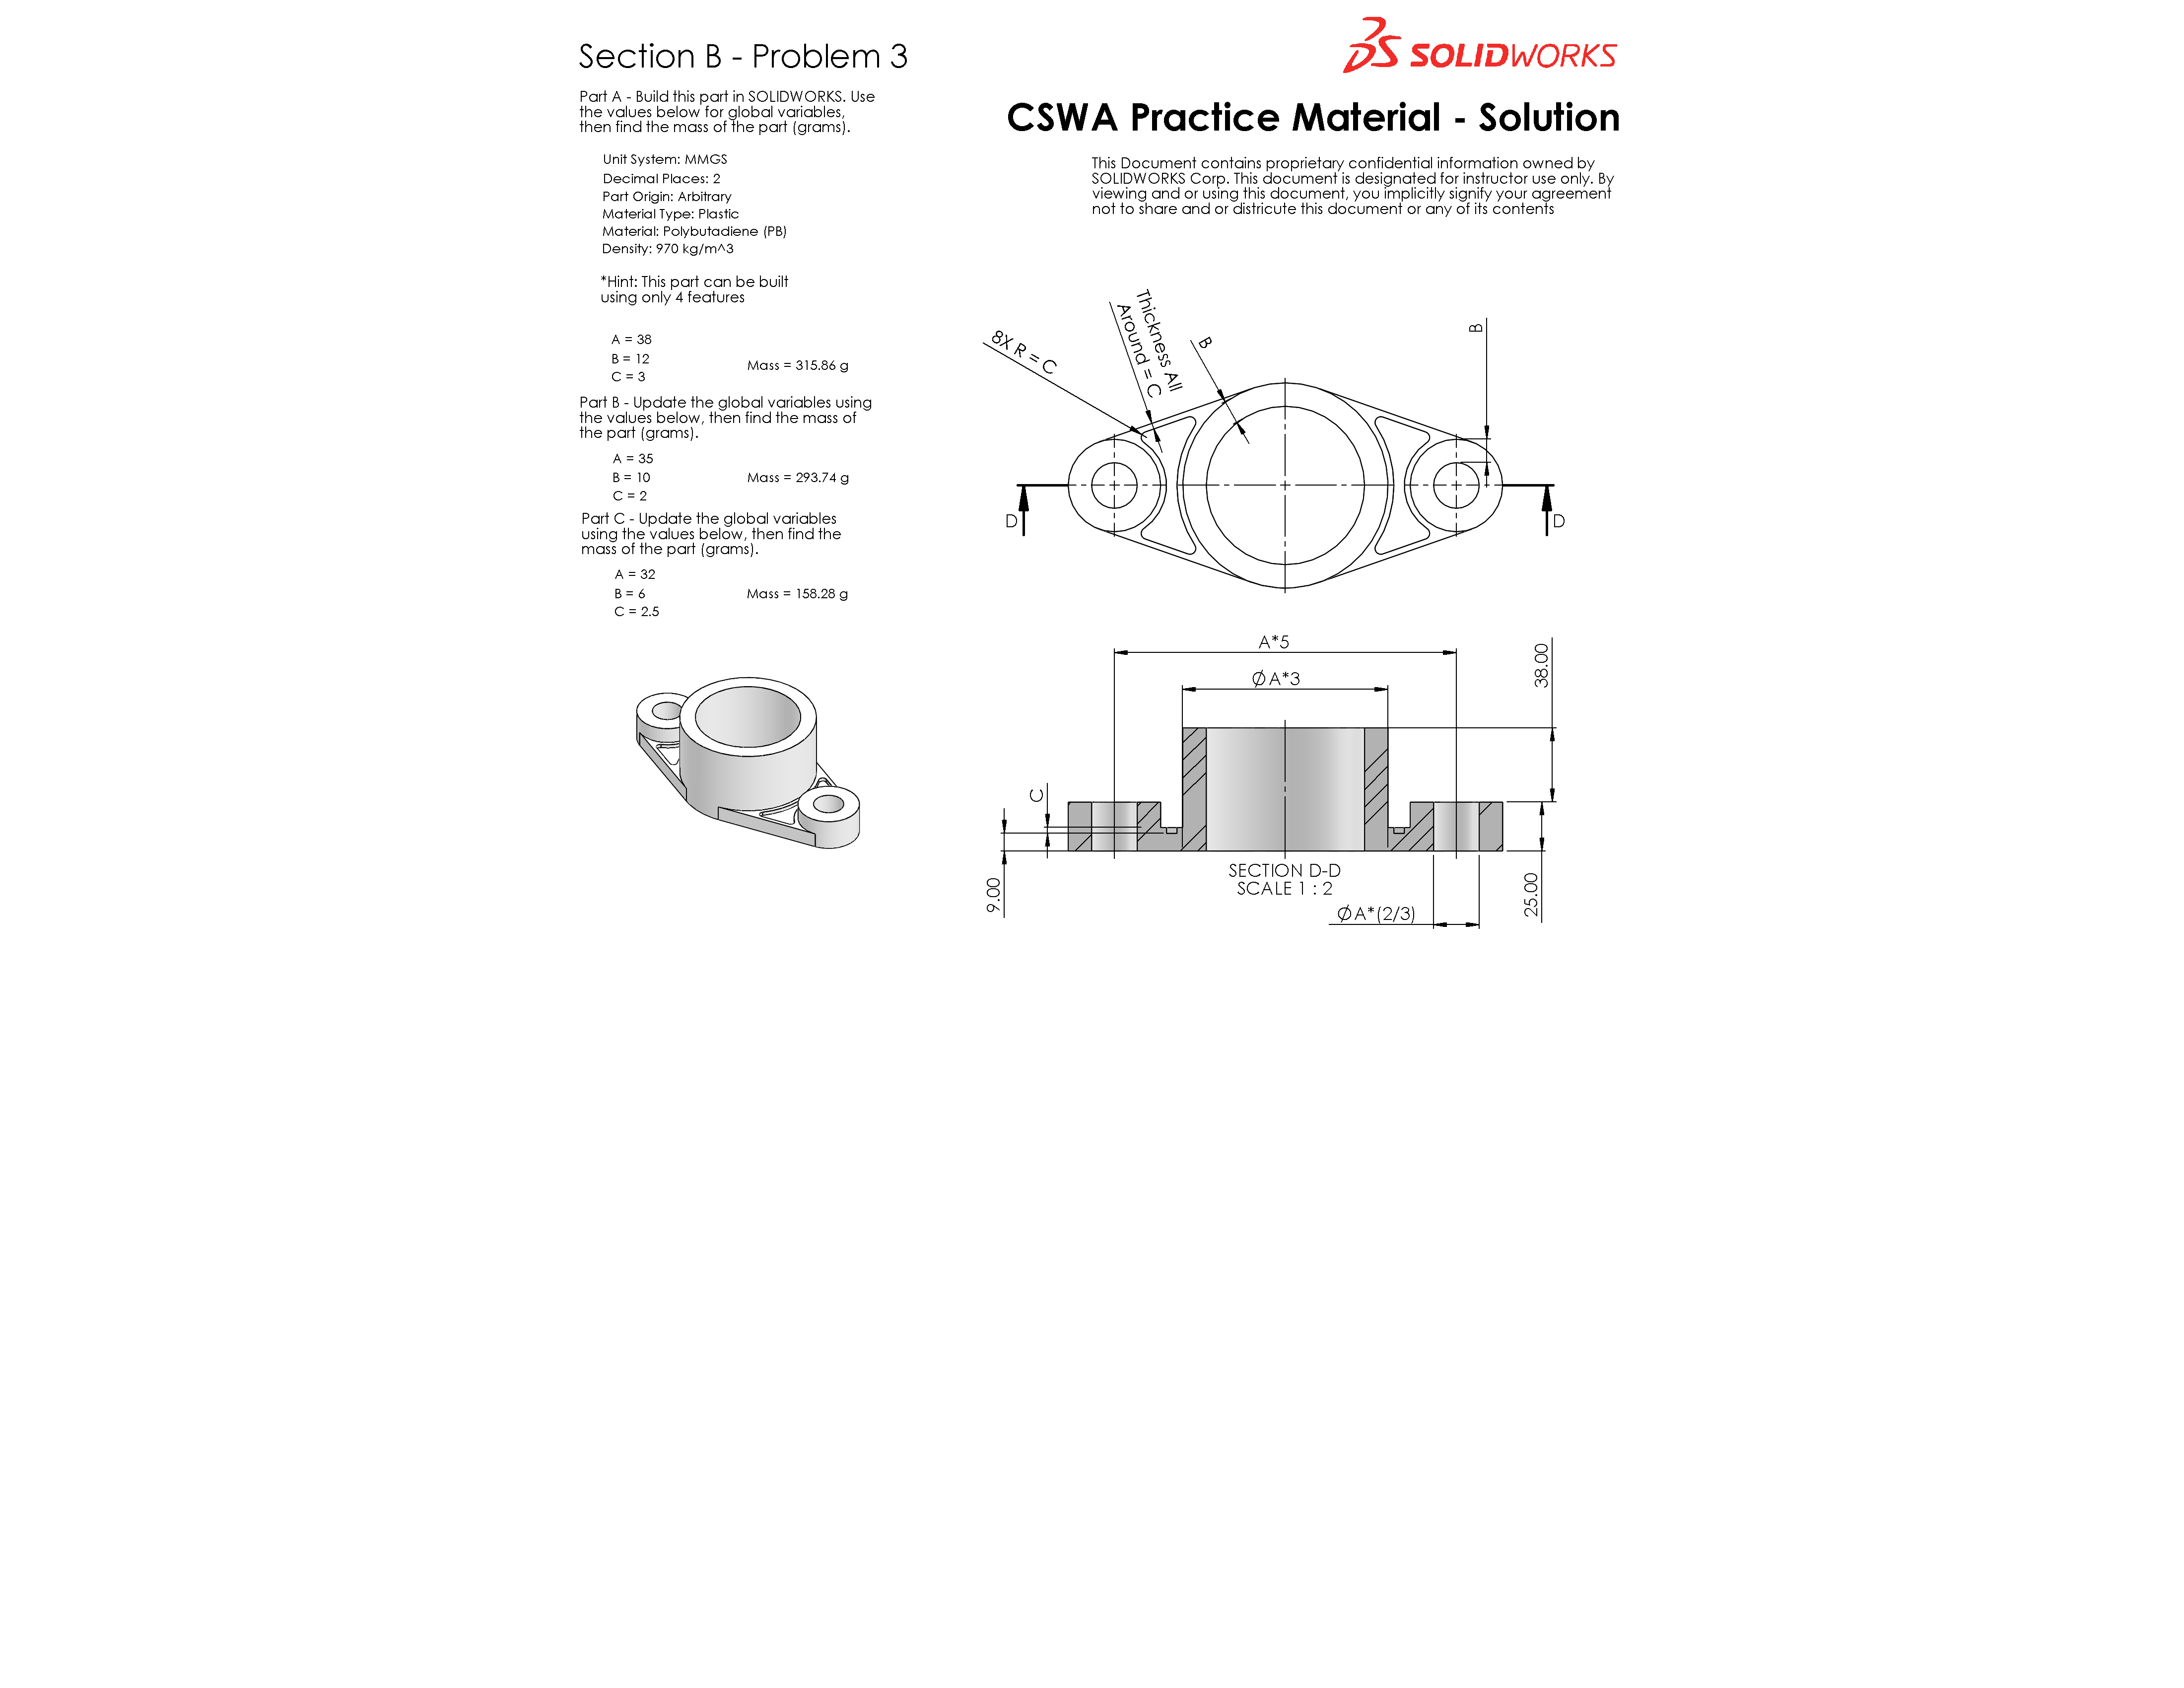 Section B - Problem 3
Part A - Build this part in SOLIDWORKS. Use
the values below for global variables,
then find the mass of the part (grams).
Unit System: MMGS
Decimal Places: 2
Part Origin: Arbitrary
Material Type: Plastic
Material: Polybutadiene (PB)
Density: 970 kg/m^3
*Hint: This part can be built
using only 4 features
A = 38
B = 12
C = 3
Mass = 315.86 g
Part B - Update the global variables using
the values below, then find the mass of
the part (grams).
A = 35
B = 10
C = 2
Mass = 293.74 g
Part C - Update the global variables
using the values below, then find the
mass of the part (grams).
A = 32
B = 6
C = 2.5
Mass = 158.28 g
SOLIDWORKS
CSWA Practice Material - Solution
This Document contains proprietary confidential information owned by
SOLIDWORKS Corp. This document is designated for instructor use only. By
viewing and or using this document, you implicitly signify your agreement
not to share and or districute this document or any of its contents
8X R = C
Thickness All
Around = C
B
B
D
D
A*5
Ø A*3
38.00
C
9.00
SECTION D-D
SCALE 1 : 2
Ø A*(2/3)
25.00